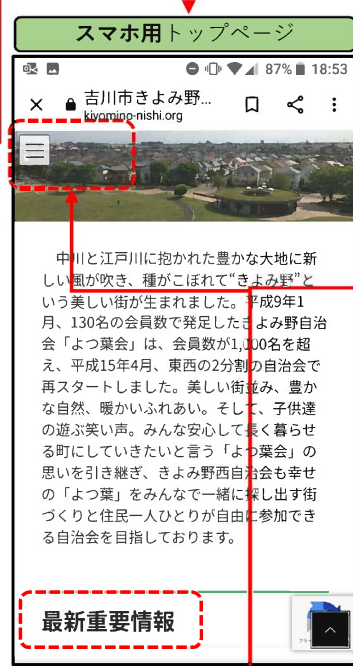 スマホ用トップページ
87% 18:53
吉川市きよみ野...
kiyomino-nishi.org
中川と江戸川に抱かれた豊かな大地に新
しい風が吹き、種がこぼれて“きよみ野”と
いう美しい街が生まれました。平成9年1
月、130名の会員数で発足したきよみ野自治
会「よつ葉会」は、会員数が1,000名を超
え、平成15年4月、東西の2分割の自治会で
再スタートしました。美しい街並み、豊か
な自然、暖かいふれあい。そして、子供達
の遊ぶ笑い声。みんな安心して長く暮らせ
る町にしていきたいと言う「よつ葉会」の
思いを引き継ぎ、きよみ野西自治会も幸せ
の「よつ葉」をみんなで一緒に探し出す街
づくりと住民一人ひとりが自由に参加でき
る自治会を目指しております。
最新重要情報